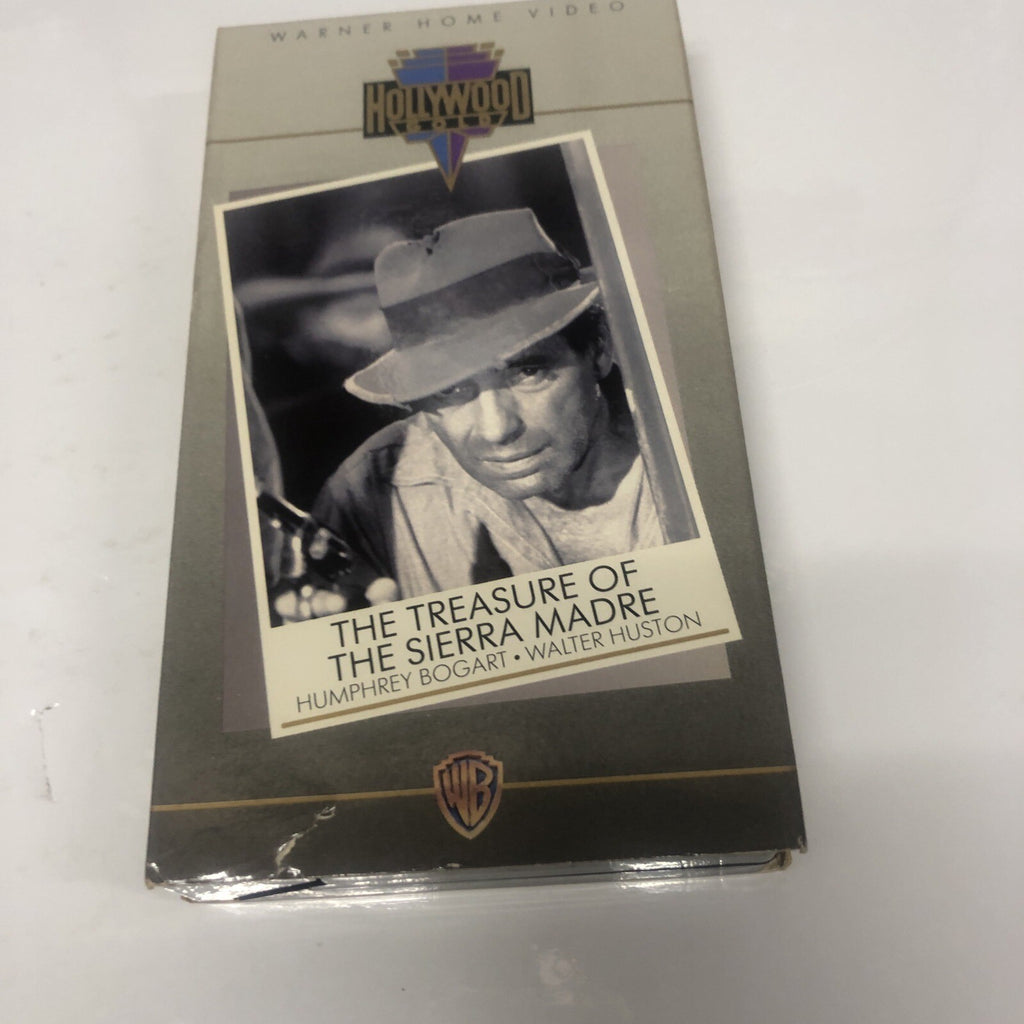 WARNER HOME VIDEO
HOLLYWOOD
GOLD
THE TREASURE OF
THE SIERRA MADRE
HUMPHREY BOGART • WALTER HUSTON
WB